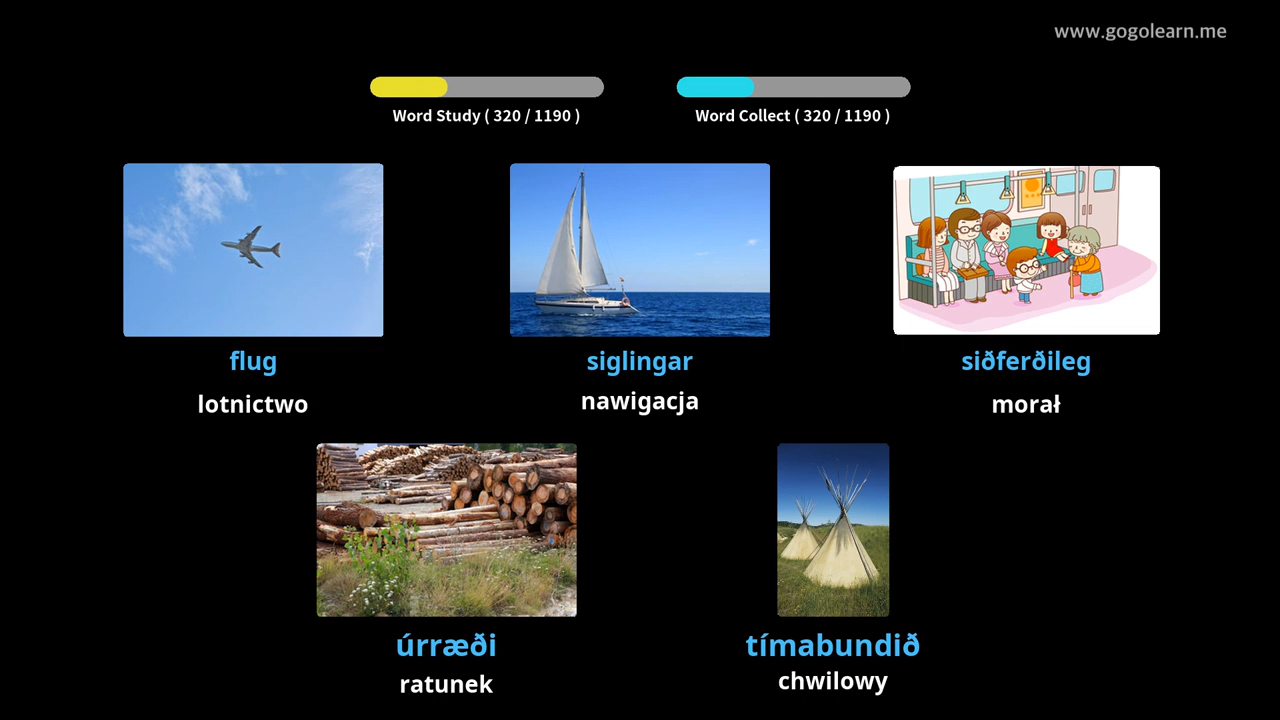 www.gogolearn.me
Word Study ( 320 / 1190 )
Word Collect ( 320 / 1190 )
flug
lotnictwo
siglingar
nawigacja
siðferðileg
morał
úrræði
ratunek
tímabundið
chwilowy